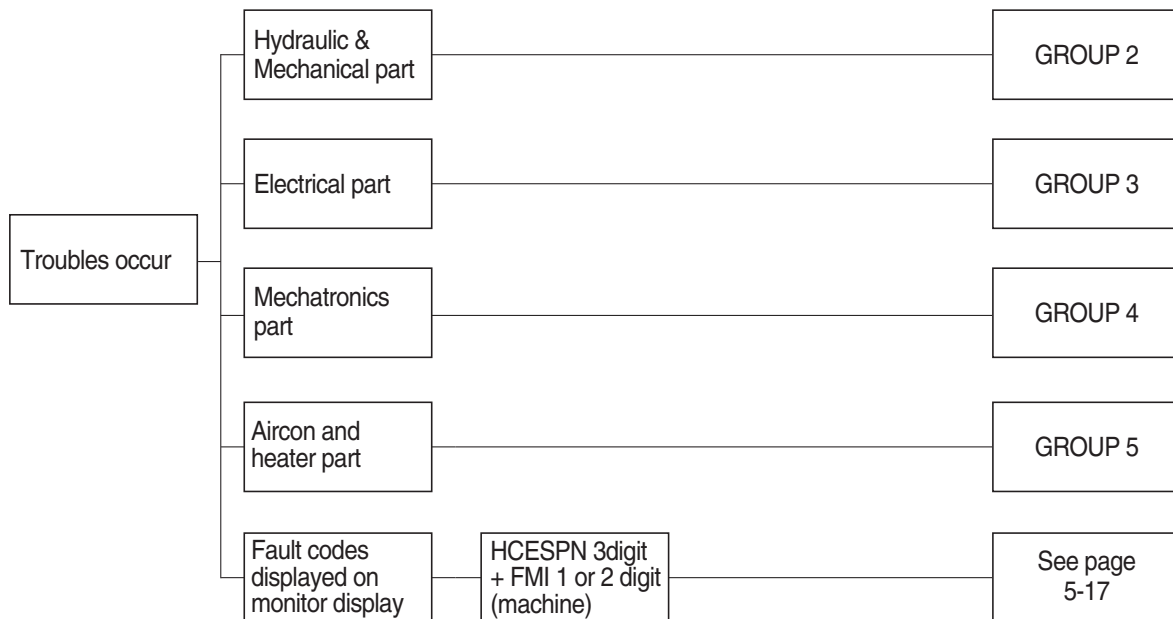 Troubles occur
Hydraulic &
Mechanical part
GROUP 2
Electrical part
GROUP 3
Mechatronics
part
GROUP 4
Aircon and
heater part
GROUP 5
Fault codes
displayed on
monitor display
HCESPN 3digit
+ FMI 1 or 2 digit
(machine)
See page
5-17